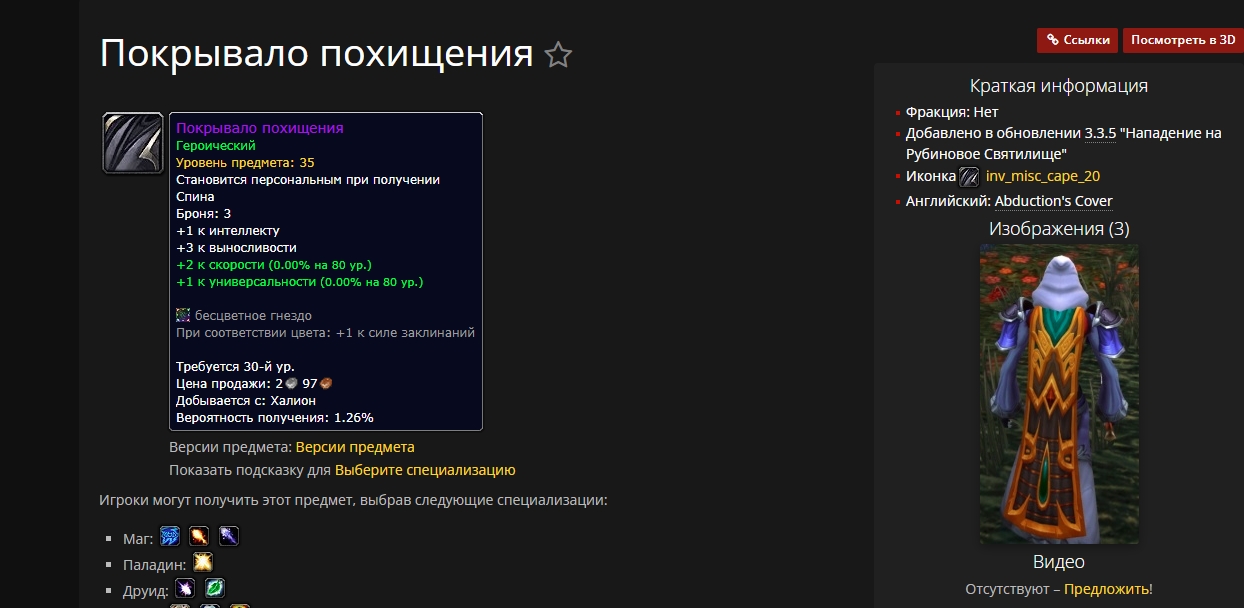 Покрывало похищения
Ссылки
Посмотреть в 3D
Покрывало похищения
Героический
Уровень предмета: 35
Становится персональным при получении
Спина
Броня: 3
+1 к интеллекту
+3 к выносливости
+2 к скорости (0.00% на 80 ур.)
+1 к универсальности (0.00% на 80 ур.)
бесцветное гнездо
При соответствии цвета: +1 к силе заклинаний
Требуется 30-й ур.
Цена продажи: 2 97
Добывается с: Халион
Вероятность получения: 1.26%
Версии предмета: Версии предмета
Показать подсказку для Выберите специализацию
Игроки могут получить этот предмет, выбрав следующие специализации:
Маг:
Паладин:
Друид:
Краткая информация
Фракция: Нет
Добавлено в обновлении 3.3.5 "Нападение на
Рубиновое Святилище"
Иконка inv_misc_cape_20
Английский: Abduction's Cover
Изображения (3)
Видео
Отсутствуют – Предложить!